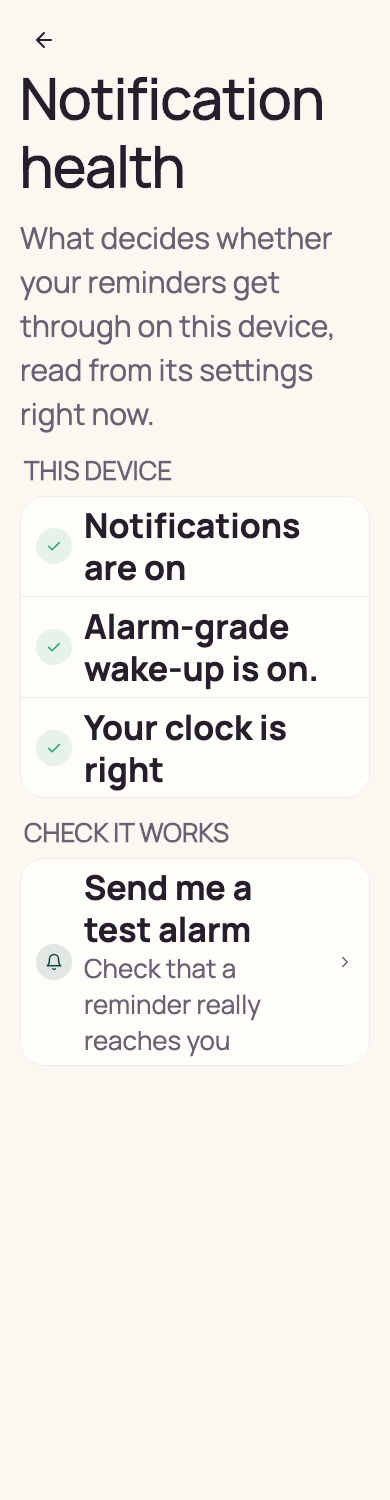 Notification
health
What decides whether
your reminders get
through on this device,
read from its settings
right now.
THIS DEVICE
Notifications
are on
Alarm-grade
wake-up is on.
Your clock is
right
CHECK IT WORKS
Send me a
test alarm
Check that a
reminder really
reaches you